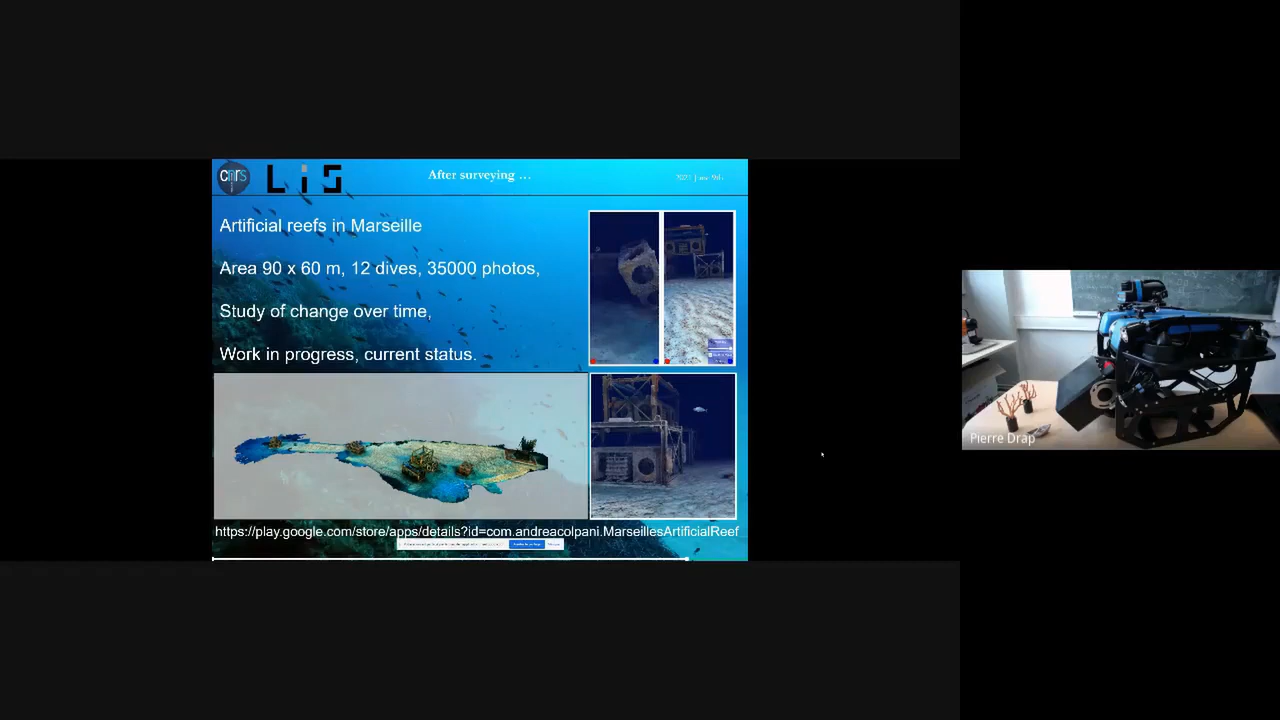 cnrs
LiS
After surveying ...
Artificial reefs in Marseille
Area 90 x 60 m, 12 dives, 35000 photos,
Study of change over time,
Work in progress, current status.
https://play.google.com/store/apps/details?id=com.andreacolpani.MarseillesArtificialReef
Pierre Drap